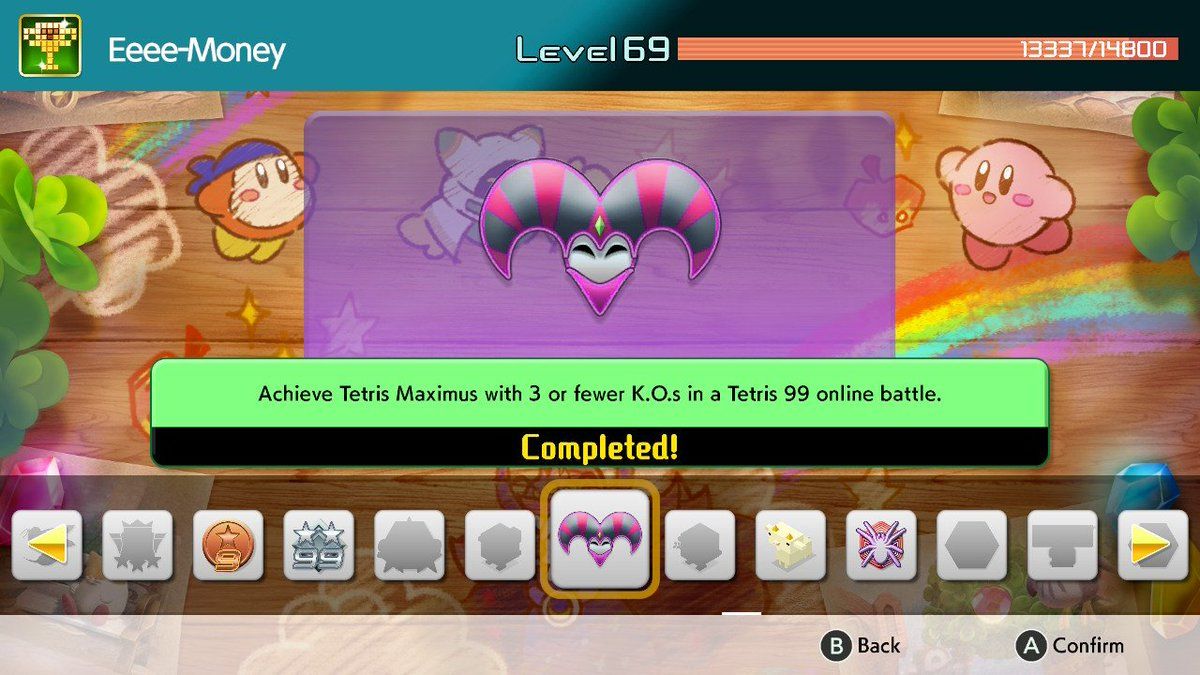 Eeee-Money
Level 69
13337/14800
Achieve Tetris Maximus with 3 or fewer K.O.s in a Tetris 99 online battle.
Completed!
99
B Back
A Confirm